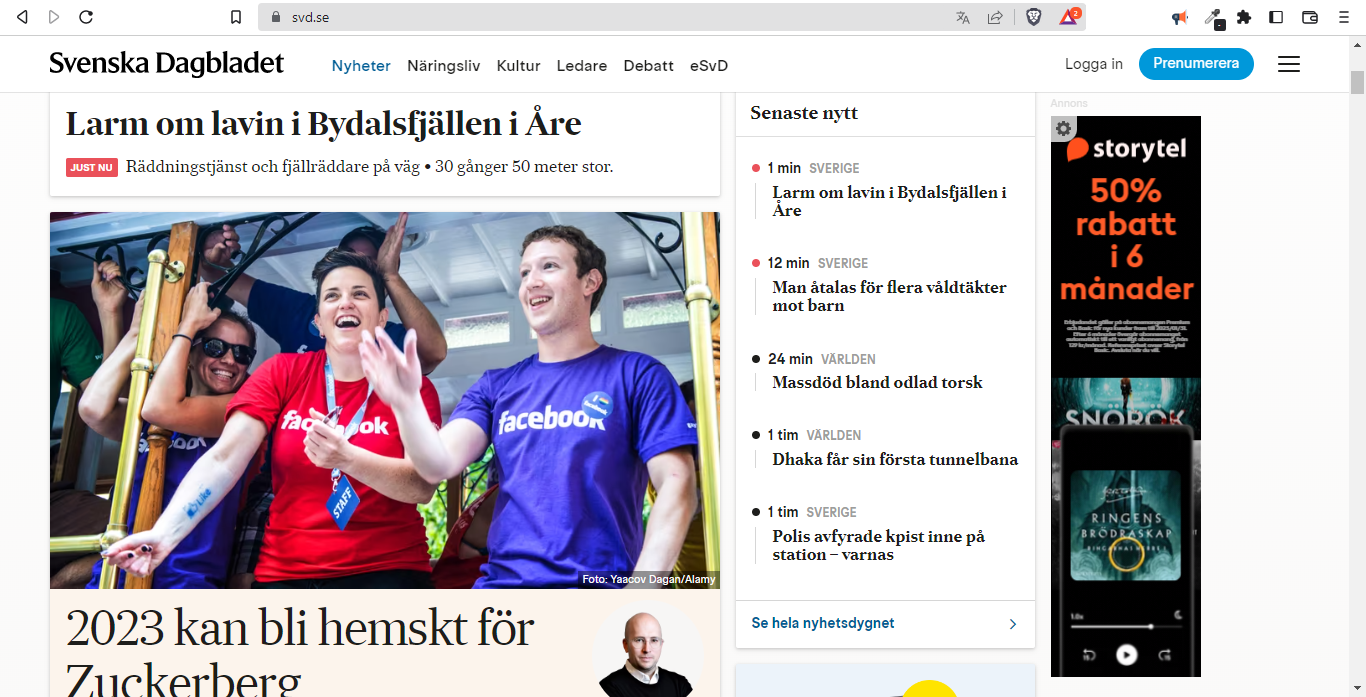 svd.se
2
Svenska Dagbladet
Nyheter Näringsliv Kultur Ledare Debatt eSvD
Logga in
Prenumerera
Larm om lavin i Bydalsfjällen i Åre
JUST NU Räddningstjänst och fjällräddare på väg • 30 gånger 50 meter stor.
facebook
facebook
STAFF
Like
Foto: Yaacov Dagan/Alamy
2023 kan bli hemskt för
Zuckerberg
Senaste nytt
1 min SVERIGE
Larm om lavin i Bydalsfjällen i
Åre
12 min SVERIGE
Man åtalas för flera våldtäkter
mot barn
24 min VÄRLDEN
Massdöd bland odlad torsk
1 tim VÄRLDEN
Dhaka får sin första tunnelbana
1 tim SVERIGE
Polis avfyrade kpist inne på
station – varnas
Se hela nyhetsdygnet
Annons
storytel
50%
rabatt
i 6
månader
SNÖRÖK
RINGENS
BRÖDRASKAP
1.0x